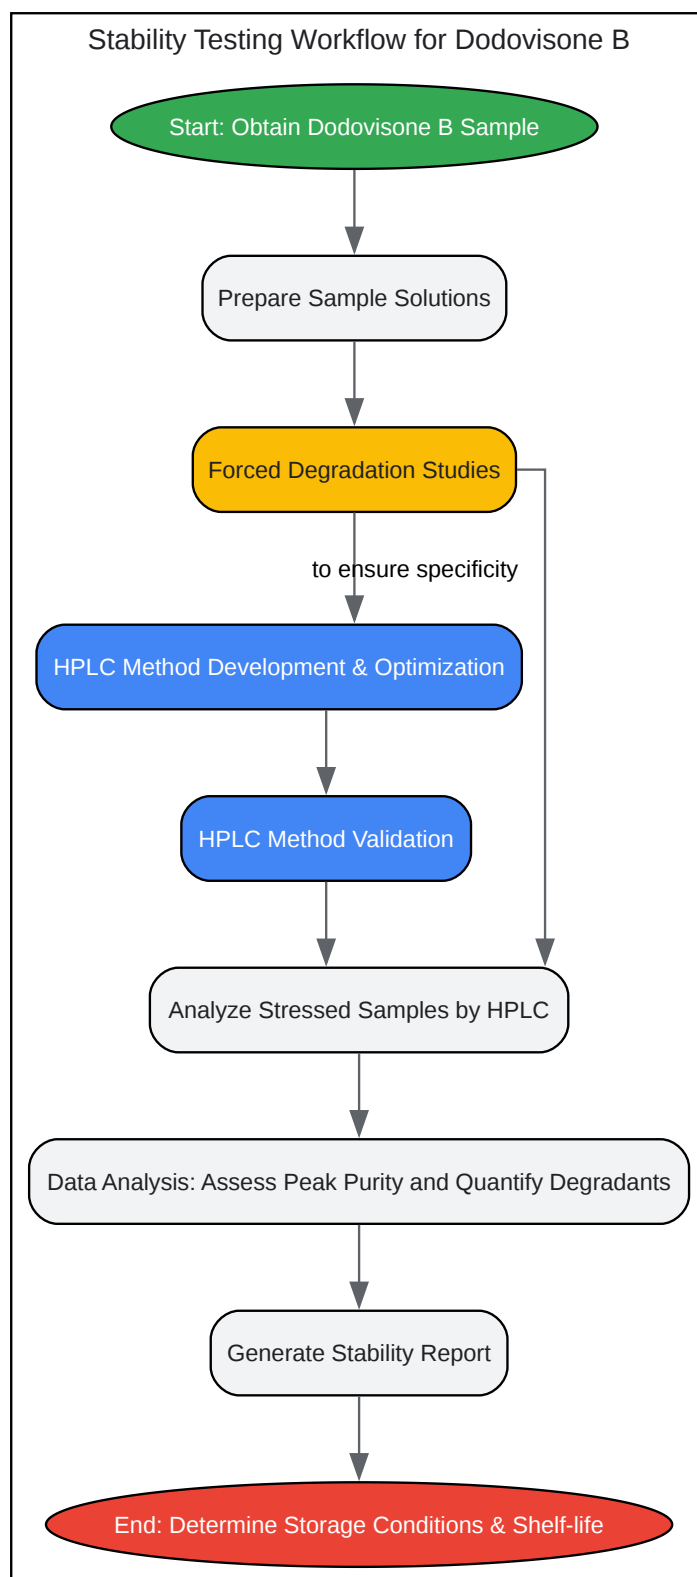 Stability Testing Workflow for Dodovisone B
Start: Obtain Dodovisone B Sample
Prepare Sample Solutions
Forced Degradation Studies
to ensure specificity
HPLC Method Development & Optimization
HPLC Method Validation
Analyze Stressed Samples by HPLC
Data Analysis: Assess Peak Purity and Quantify Degradants
Generate Stability Report
End: Determine Storage Conditions & Shelf-life